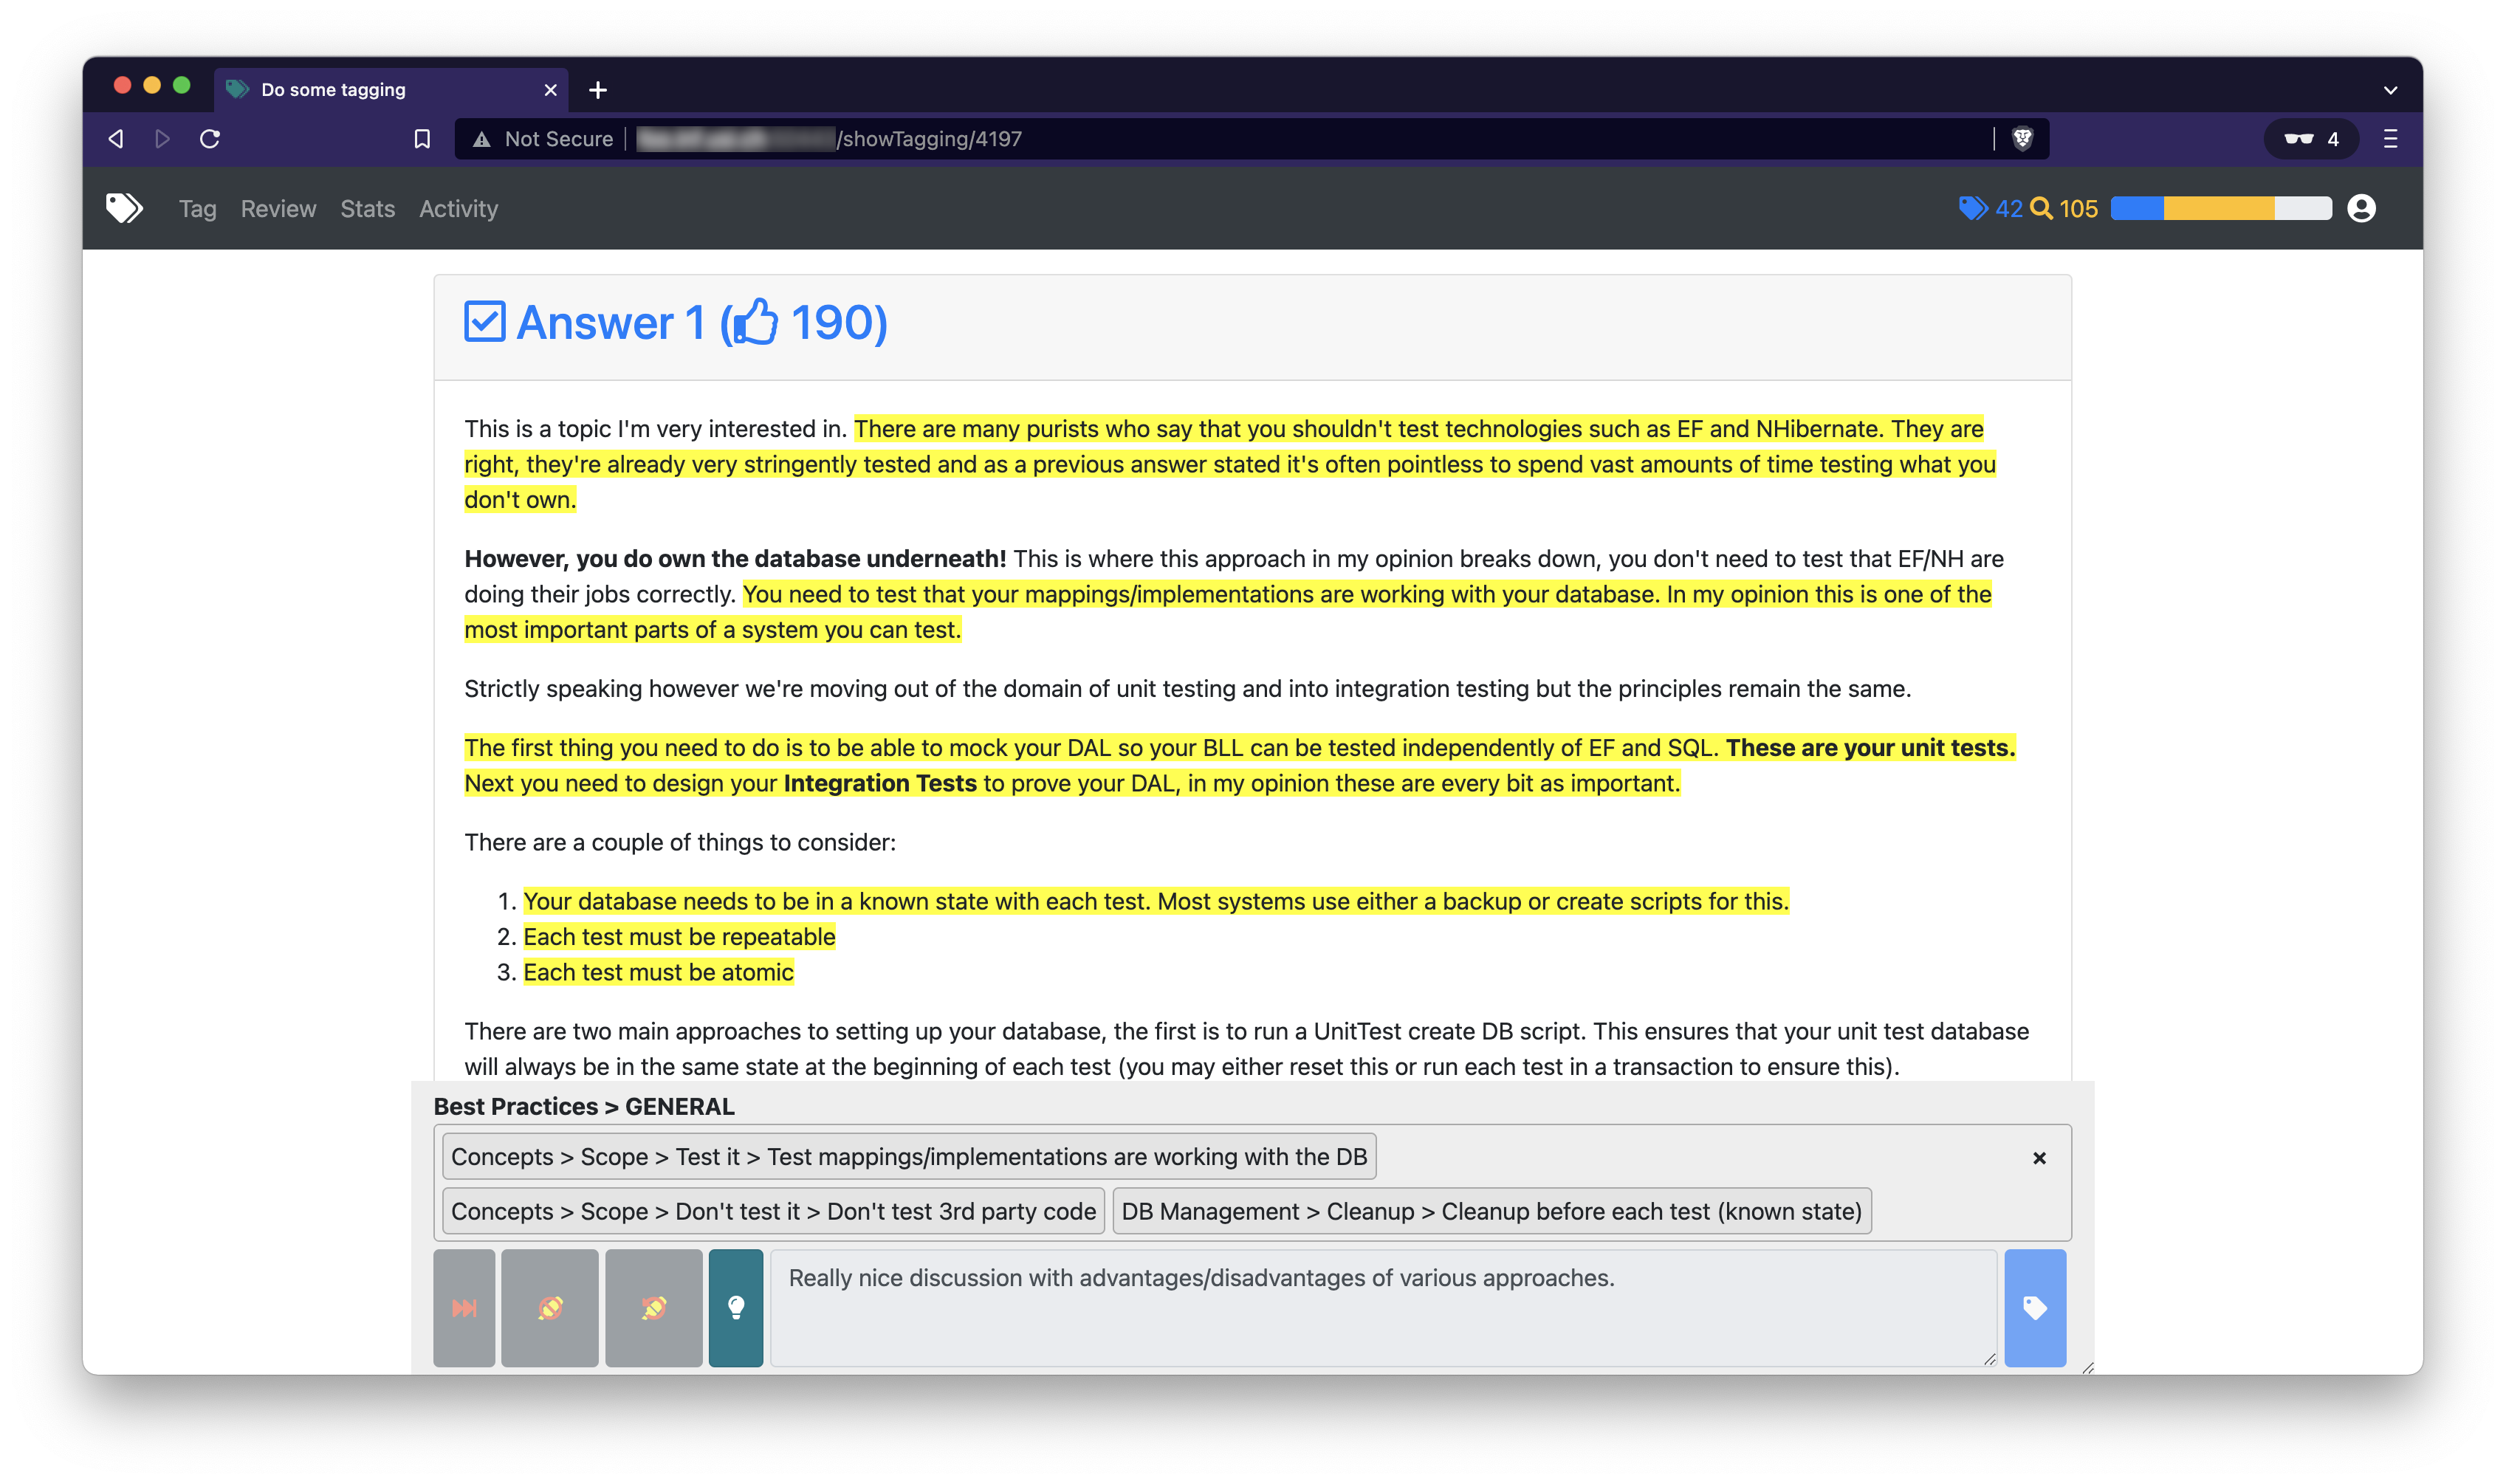 Do some tagging
Not Secure /showTagging/4197
4
Tag Review Stats Activity
42 105
Answer 1 ( 190)
This is a topic I'm very interested in. There are many purists who say that you shouldn't test technologies such as EF and NHibernate. They are
right, they're already very stringently tested and as a previous answer stated it's often pointless to spend vast amounts of time testing what you
don't own.
However, you do own the database underneath! This is where this approach in my opinion breaks down, you don't need to test that EF/NH are
doing their jobs correctly. You need to test that your mappings/implementations are working with your database. In my opinion this is one of the
most important parts of a system you can test.
Strictly speaking however we're moving out of the domain of unit testing and into integration testing but the principles remain the same.
The first thing you need to do is to be able to mock your DAL so your BLL can be tested independently of EF and SQL. These are your unit tests.
Next you need to design your Integration Tests to prove your DAL, in my opinion these are every bit as important.
There are a couple of things to consider:
1. Your database needs to be in a known state with each test. Most systems use either a backup or create scripts for this.
2. Each test must be repeatable
3. Each test must be atomic
There are two main approaches to setting up your database, the first is to run a UnitTest create DB script. This ensures that your unit test database
will always be in the same state at the beginning of each test (you may either reset this or run each test in a transaction to ensure this).
Best Practices > GENERAL
Concepts > Scope > Test it > Test mappings/implementations are working with the DB
Concepts > Scope > Don't test it > Don't test 3rd party code DB Management > Cleanup > Cleanup before each test (known state)
Really nice discussion with advantages/disadvantages of various approaches.